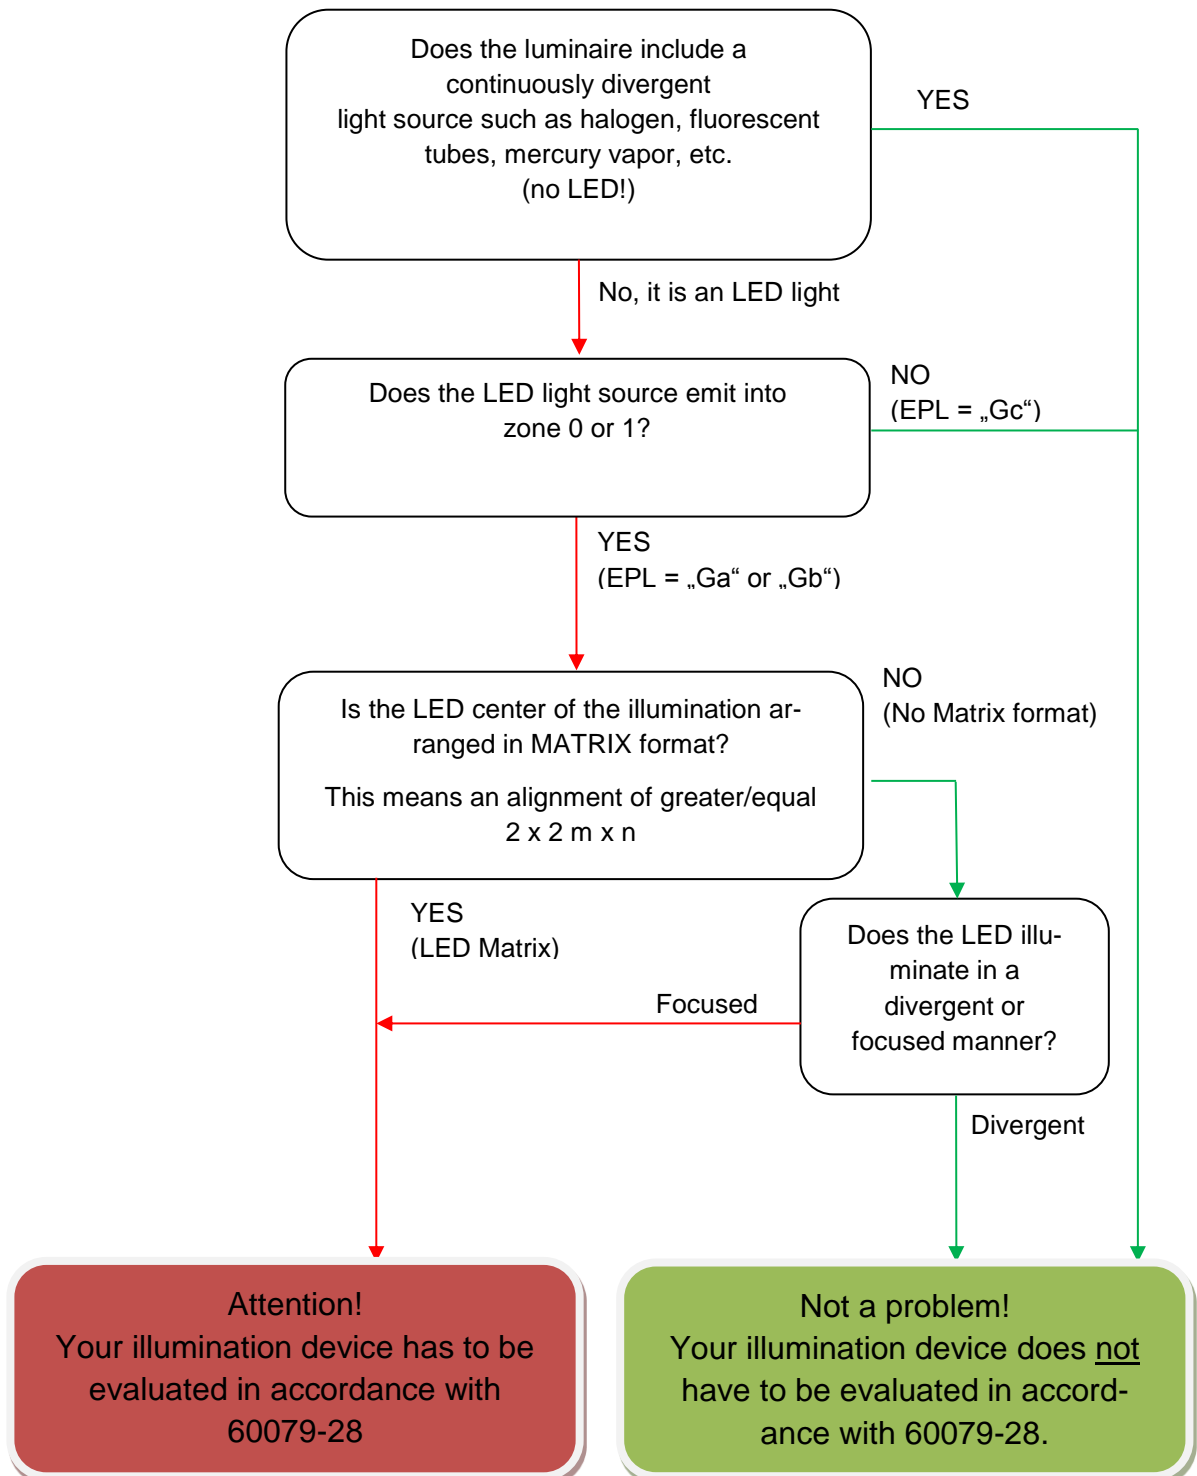 Does the luminaire include a
continuously divergent
light source such as halogen, fluorescent
tubes, mercury vapor, etc.
(no LED!)
YES
No, it is an LED light
Does the LED light source emit into
zone 0 or 1?
NO
(EPL = „Gc“)
YES
(EPL = „Ga“ or „Gb“)
Is the LED center of the illumination ar-
ranged in MATRIX format?
This means an alignment of greater/equal
2 x 2 m x n
NO
(No Matrix format)
YES
(LED Matrix)
Does the LED illu-
minate in a
divergent or
focused manner?
Focused
Divergent
Attention!
Your illumination device has to be
evaluated in accordance with
60079-28
Not a problem!
Your illumination device does not
have to be evaluated in accord-
ance with 60079-28.